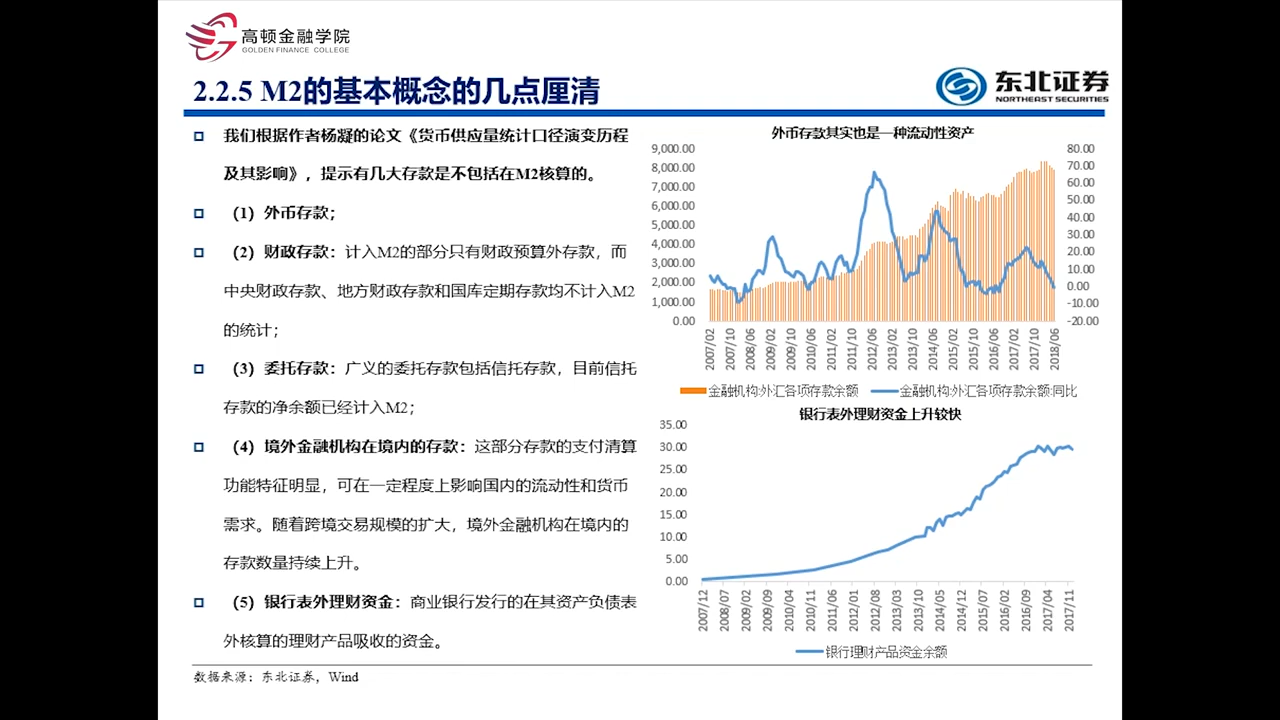 高顿金融学院
GOLDEN FINANCE COLLEGE
2.2.5 M2的基本概念的几点厘清
东北证券
NORTHEAST SECURITIES
我们根据作者杨凝的论文《货币供应量统计口径演变历程
及其影响》，提示有几大存款是不包括在M2核算的。
（1）外币存款；
（2）财政存款：计入M2的部分只有财政预算外存款，而
中央财政存款、地方财政存款和国库定期存款均不计入M2
的统计；
（3）委托存款：广义的委托存款包括信托存款，目前信托
存款的净余额已经计入M2；
（4）境外金融机构在境内的存款：这部分存款的支付清算
功能特征明显，可在一定程度上影响国内的流动性和货币
需求。随着跨境交易规模的扩大，境外金融机构在境内的
存款数量持续上升。
（5）银行表外理财资金：商业银行发行的在其资产负债表
外核算的理财产品吸收的资金。
外币存款其实也是一种流动性资产
9,000.00
8,000.00
7,000.00
6,000.00
5,000.00
4,000.00
3,000.00
2,000.00
1,000.00
0.00
80.00
70.00
60.00
50.00
40.00
30.00
20.00
10.00
0.00
-10.00
-20.00
2007/02
2007/10
2008/06
2009/02
2009/10
2010/06
2011/02
2011/10
2012/06
2013/02
2013/10
2014/06
2015/02
2015/10
2016/06
2017/02
2017/10
2018/06
金融机构:外汇各项存款余额
金融机构:外汇各项存款余额:同比
银行表外理财资金上升较快
35.00
30.00
25.00
20.00
15.00
10.00
5.00
0.00
2007/12
2008/07
2009/02
2009/09
2010/04
2010/11
2011/06
2012/01
2012/08
2013/03
2013/10
2014/05
2014/12
2015/07
2016/02
2016/09
2017/04
2017/11
银行理财产品资金余额
数据来源：东北证券，Wind